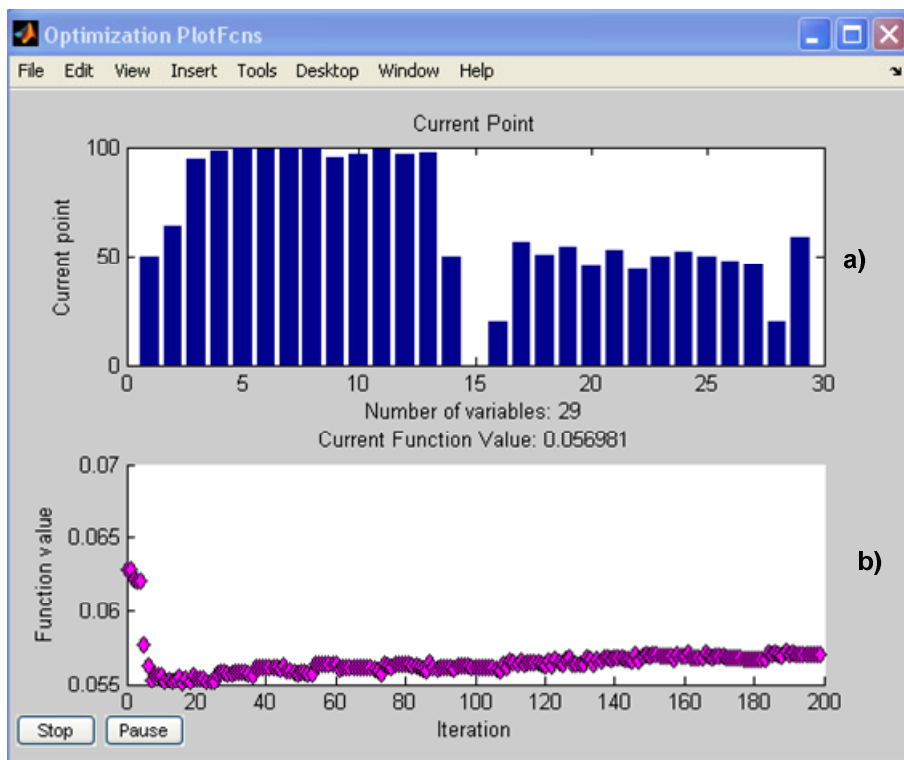 Optimization PlotFcns
File Edit View Insert Tools Desktop Window Help
Current Point
100
50
0
Current point
0 5 10 15 20 25 30
Number of variables: 29
a)
Current Function Value: 0.056981
0.07
0.065
0.06
0.055
Function value
0 20 40 60 80 100 120 140 160 180 200
Iteration
b)
Stop Pause